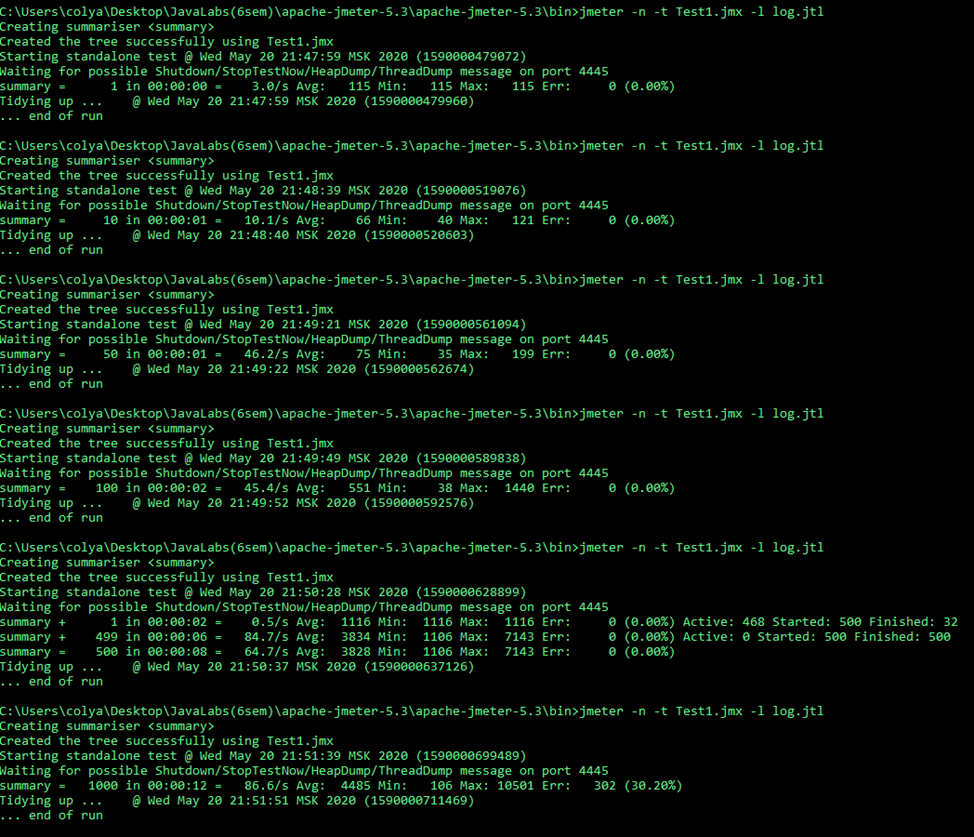 C:\Users\colya\Desktop\JavaLabs(6sem)\apache-jmeter-5.3\apache-jmeter-5.3\bin>jmeter -n -t Test1.jmx -l log.jtl
Creating summariser <summary>
Created the tree successfully using Test1.jmx
Starting standalone test @ Wed May 20 21:47:59 MSK 2020 (1590000479072)
Waiting for possible Shutdown/StopTestNow/HeapDump/ThreadDump message on port 4445
summary =      1 in 00:00:00 =    3.0/s Avg:   115 Min:   115 Max:   115 Err:     0 (0.00%)
Tidying up ...    @ Wed May 20 21:47:59 MSK 2020 (1590000479960)
... end of run

C:\Users\colya\Desktop\JavaLabs(6sem)\apache-jmeter-5.3\apache-jmeter-5.3\bin>jmeter -n -t Test1.jmx -l log.jtl
Creating summariser <summary>
Created the tree successfully using Test1.jmx
Starting standalone test @ Wed May 20 21:48:39 MSK 2020 (1590000519076)
Waiting for possible Shutdown/StopTestNow/HeapDump/ThreadDump message on port 4445
summary =     10 in 00:00:01 =   10.1/s Avg:    66 Min:    40 Max:   121 Err:     0 (0.00%)
Tidying up ...    @ Wed May 20 21:48:40 MSK 2020 (1590000520603)
... end of run

C:\Users\colya\Desktop\JavaLabs(6sem)\apache-jmeter-5.3\apache-jmeter-5.3\bin>jmeter -n -t Test1.jmx -l log.jtl
Creating summariser <summary>
Created the tree successfully using Test1.jmx
Starting standalone test @ Wed May 20 21:49:21 MSK 2020 (1590000561094)
Waiting for possible Shutdown/StopTestNow/HeapDump/ThreadDump message on port 4445
summary =     50 in 00:00:01 =   46.2/s Avg:    75 Min:    35 Max:   199 Err:     0 (0.00%)
Tidying up ...    @ Wed May 20 21:49:22 MSK 2020 (1590000562674)
... end of run

C:\Users\colya\Desktop\JavaLabs(6sem)\apache-jmeter-5.3\apache-jmeter-5.3\bin>jmeter -n -t Test1.jmx -l log.jtl
Creating summariser <summary>
Created the tree successfully using Test1.jmx
Starting standalone test @ Wed May 20 21:49:49 MSK 2020 (1590000589838)
Waiting for possible Shutdown/StopTestNow/HeapDump/ThreadDump message on port 4445
summary =    100 in 00:00:02 =   45.4/s Avg:   551 Min:    38 Max:  1440 Err:     0 (0.00%)
Tidying up ...    @ Wed May 20 21:49:52 MSK 2020 (1590000592576)
... end of run

C:\Users\colya\Desktop\JavaLabs(6sem)\apache-jmeter-5.3\apache-jmeter-5.3\bin>jmeter -n -t Test1.jmx -l log.jtl
Creating summariser <summary>
Created the tree successfully using Test1.jmx
Starting standalone test @ Wed May 20 21:50:28 MSK 2020 (1590000628899)
Waiting for possible Shutdown/StopTestNow/HeapDump/ThreadDump message on port 4445
summary +      1 in 00:00:02 =    0.5/s Avg:  1116 Min:  1116 Max:  1116 Err:     0 (0.00%) Active: 468 Started: 500 Finished: 32
summary +    499 in 00:00:06 =   84.7/s Avg:  3834 Min:  1106 Max:  7143 Err:     0 (0.00%) Active: 0 Started: 500 Finished: 500
summary =    500 in 00:00:08 =   64.7/s Avg:  3828 Min:  1106 Max:  7143 Err:     0 (0.00%)
Tidying up ...    @ Wed May 20 21:50:37 MSK 2020 (1590000637126)
... end of run

C:\Users\colya\Desktop\JavaLabs(6sem)\apache-jmeter-5.3\apache-jmeter-5.3\bin>jmeter -n -t Test1.jmx -l log.jtl
Creating summariser <summary>
Created the tree successfully using Test1.jmx
Starting standalone test @ Wed May 20 21:51:39 MSK 2020 (1590000699489)
Waiting for possible Shutdown/StopTestNow/HeapDump/ThreadDump message on port 4445
summary =   1000 in 00:00:12 =   86.6/s Avg:  4485 Min:   106 Max: 10501 Err:   302 (30.20%)
Tidying up ...    @ Wed May 20 21:51:51 MSK 2020 (1590000711469)
... end of run